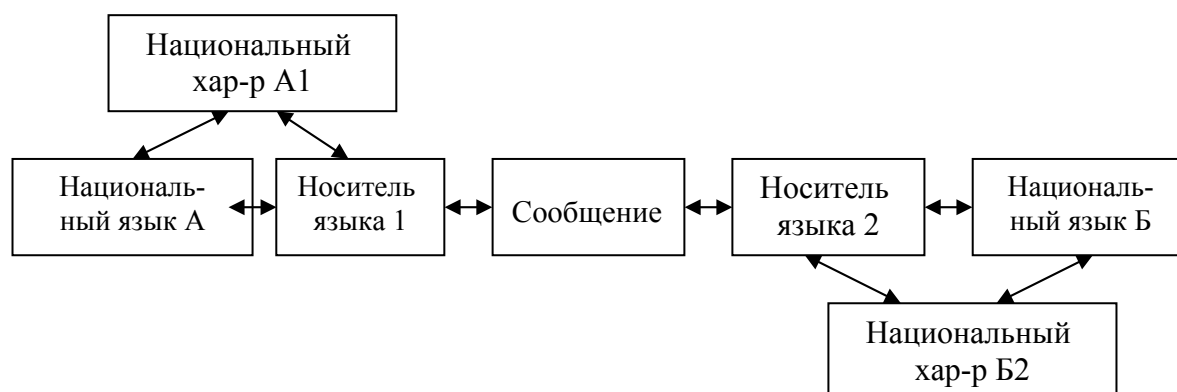 Национальный
хар-р А1
Националь-
ный язык А
Носитель
языка 1
Сообщение
Носитель
языка 2
Националь-
ный язык Б
Национальный
хар-р Б2